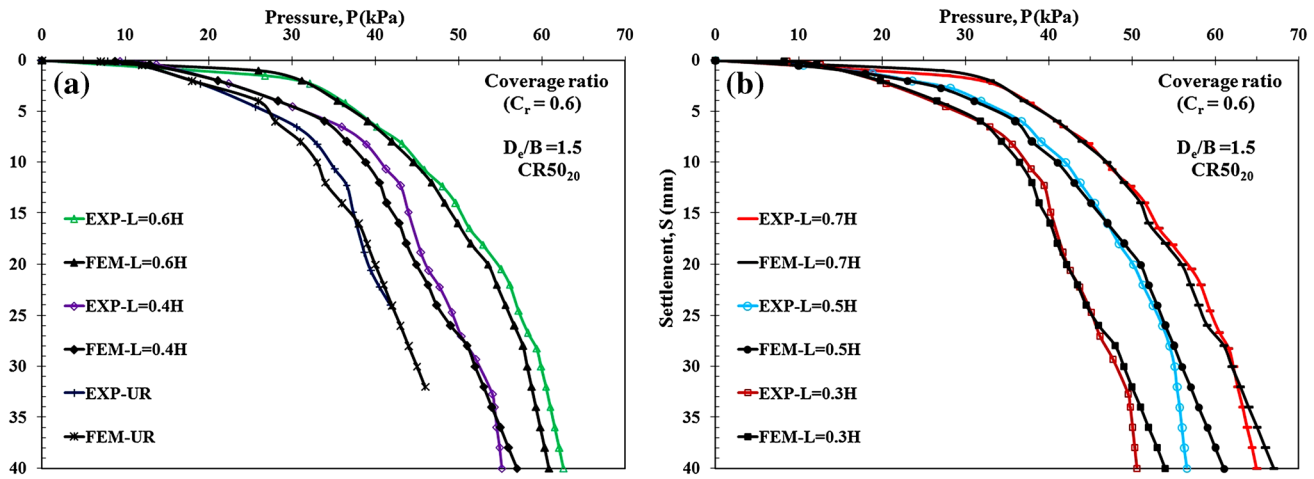 Pressure, P (kPa)
0 10 20 30 40 50 60 70
0
5
10
15
20
25
30
35
40
(a)
Coverage ratio
(Cr = 0.6)
De/B =1.5
CR5020
EXP-L=0.6H
FEM-L=0.6H
EXP-L=0.4H
FEM-L=0.4H
EXP-UR
FEM-UR
Pressure, P (kPa)
0 10 20 30 40 50 60 70
Settlement, S (mm)
0
5
10
15
20
25
30
35
40
(b)
Coverage ratio
(Cr = 0.6)
De/B =1.5
CR5020
EXP-L=0.7H
FEM-L=0.7H
EXP-L=0.5H
FEM-L=0.5H
EXP-L=0.3H
FEM-L=0.3H